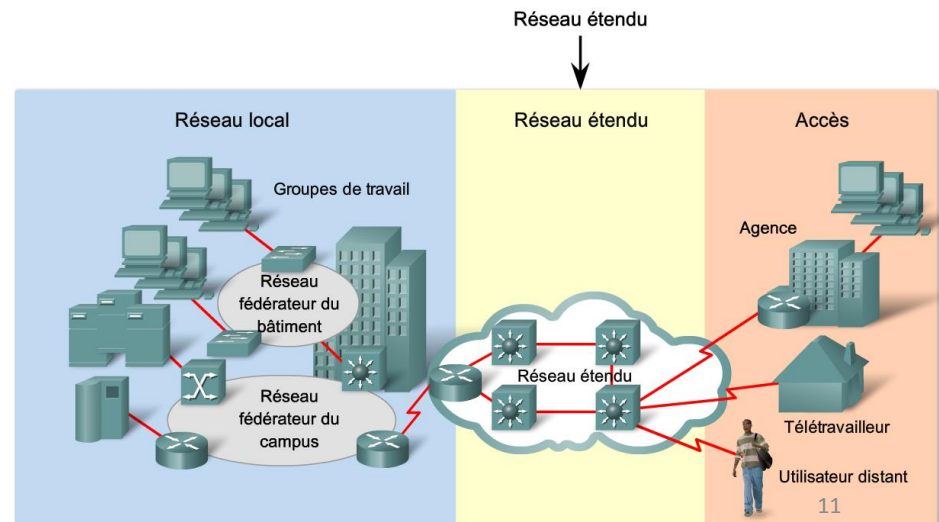 Réseau étendu
Réseau local
Réseau étendu
Accès
Groupes de travail
Agence
Réseau
fédérateur du
bâtiment
Réseau étendu
Réseau
fédérateur du
campus
Télétravailleur
Utilisateur distant
11